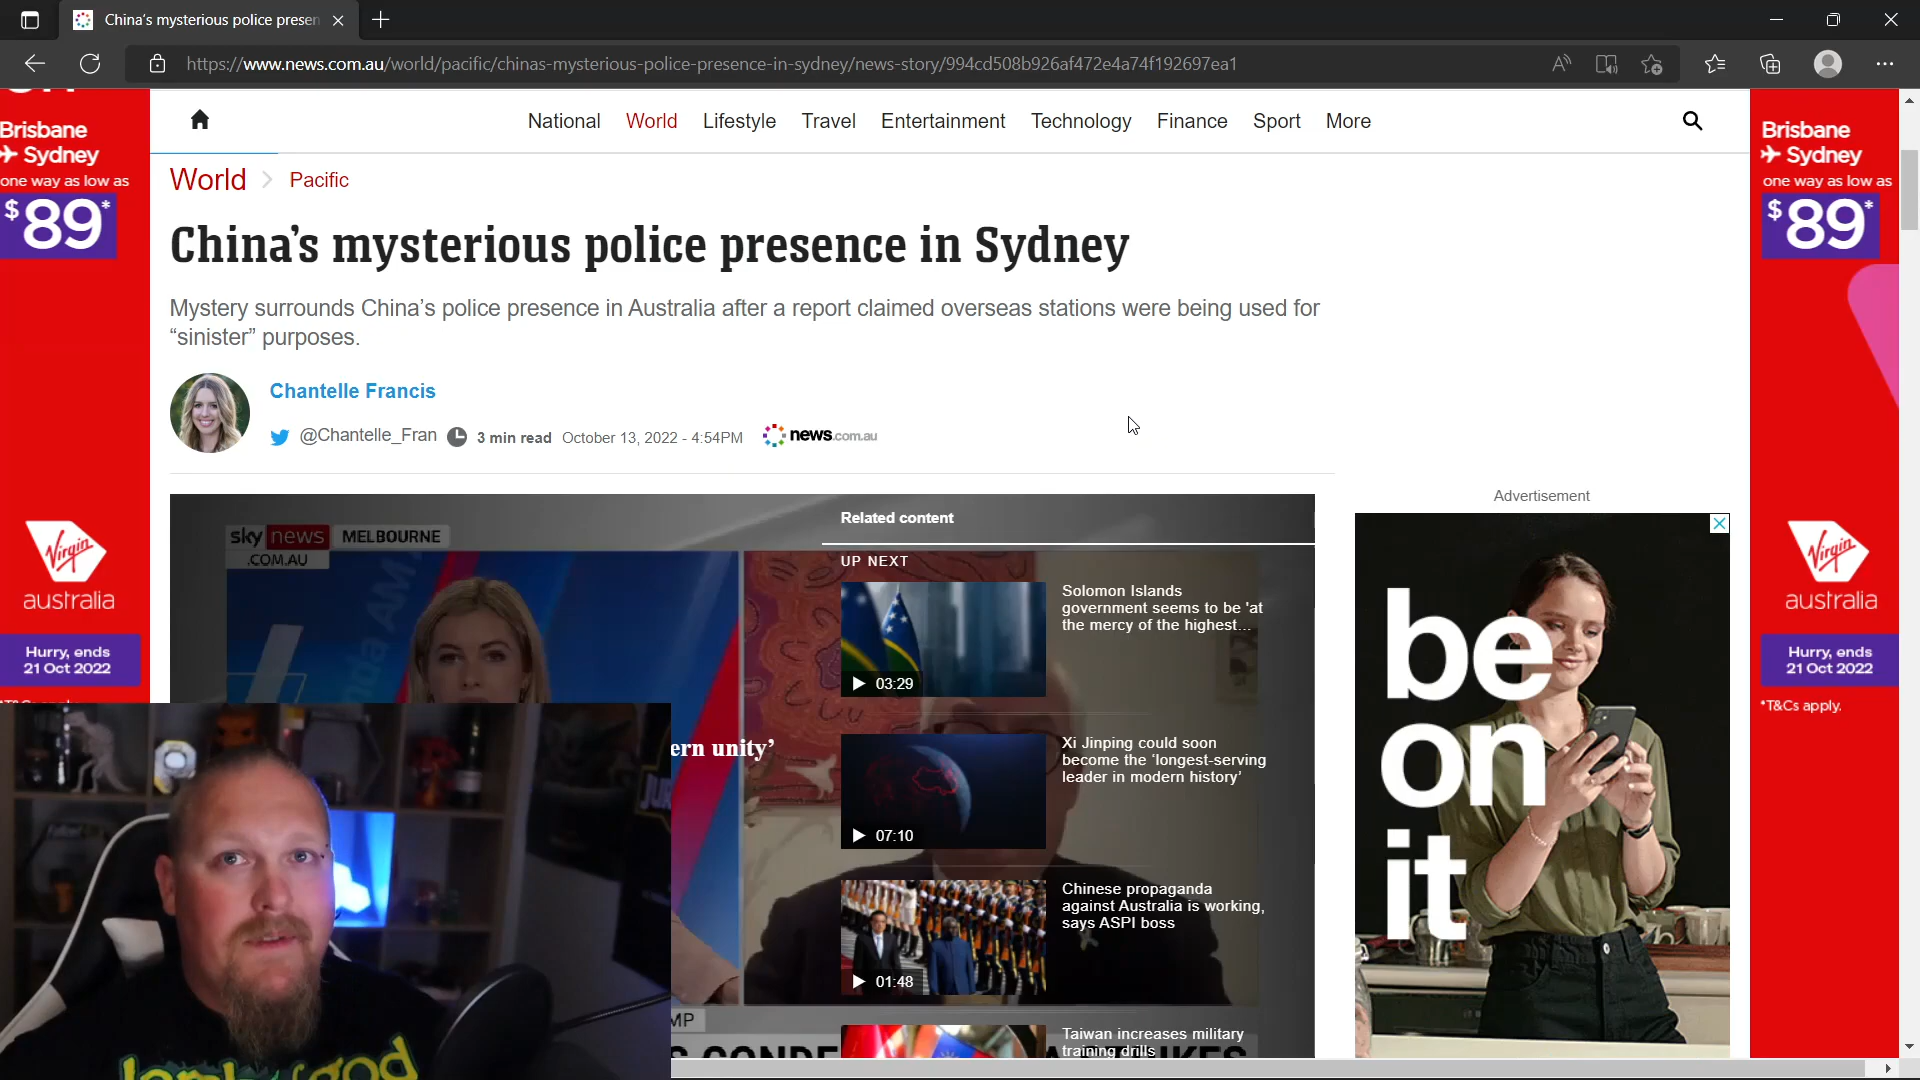 China's mysterious police presen
https://www.news.com.au/world/pacific/chinas-mysterious-police-presence-in-sydney/news-story/994cd508b926af472e4a74f192697ea1
National World Lifestyle Travel Entertainment Technology Finance Sport More
World > Pacific
China's mysterious police presence in Sydney
Mystery surrounds China's police presence in Australia after a report claimed overseas stations were being used for
“sinister” purposes.
Chantelle Francis
@Chantelle_Fran 3 min read October 13, 2022 - 4:54PM news.com.au
sky news MELBOURNE
.COM.AU
ern unity’
MP
Related content
UP NEXT
Solomon Islands
government seems to be 'at
the mercy of the highest...
03:29
Xi Jinping could soon
become the 'longest-serving
leader in modern history'
07:10
Chinese propaganda
against Australia is working,
says ASPI boss
01:48
Taiwan increases military
training drills
Advertisement
be
on
it
Brisbane
Sydney
one way as low as
$89*
Virgin
australia
Hurry, ends
21 Oct 2022
Brisbane
Sydney
one way as low as
$89*
Virgin
australia
Hurry, ends
21 Oct 2022
*T&Cs apply.
lamb of god